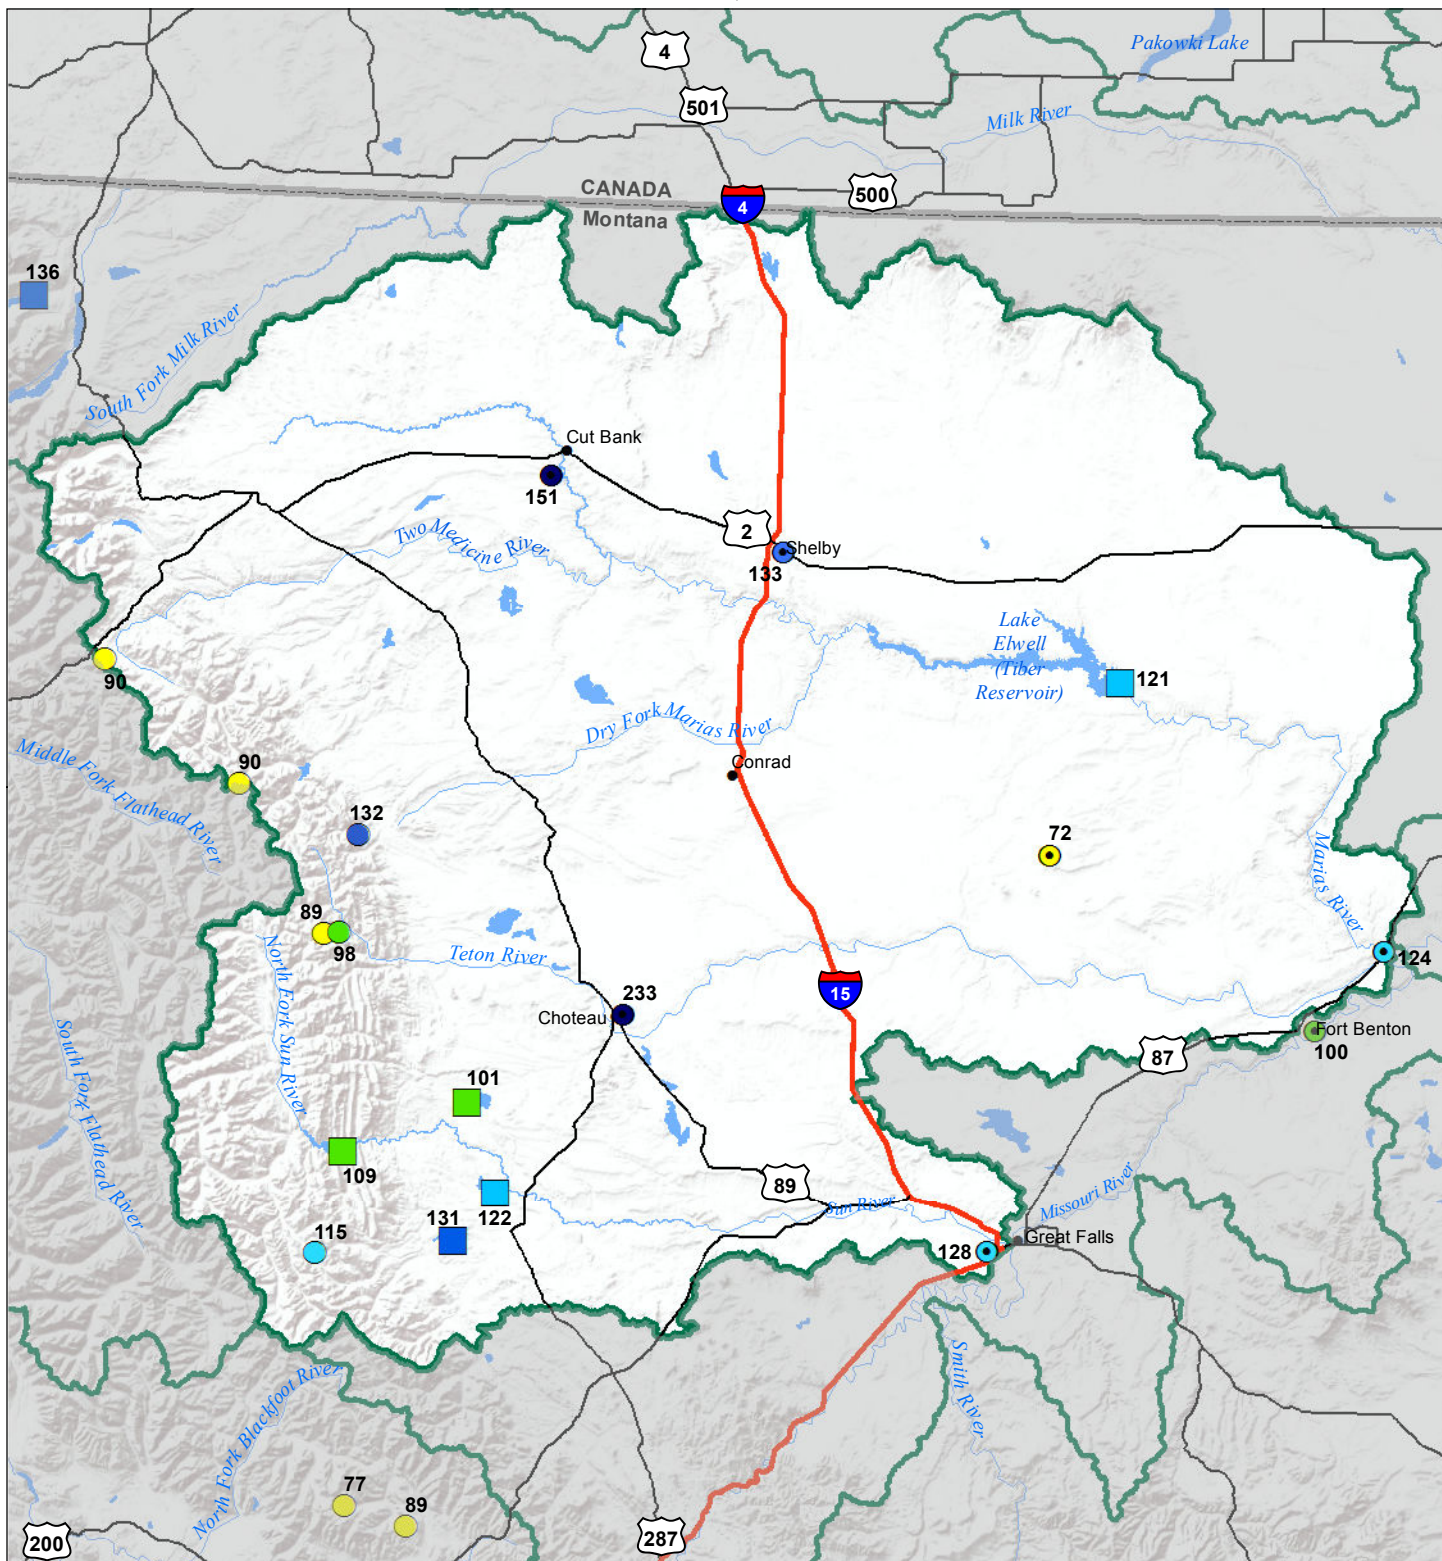 4
Pakowki Lake
501
Milk River
CANADA
500
4
Montana
136
South Fork Milk River
Cut Bank
151
Two Medicine River
2
Shelby
133
Lake
Elwell
(Tiber
Reservoir)
121
90
Dry Fork Marias River
Middle Fork Flathead River
90
Conrad
132
72
Marias River
89
98
Teton River
124
North Fork Sun River
15
233
Choteau
Fort Benton
100
87
South Fork Flathead River
101
109
89
122
Sun River
Missouri River
131
115
128
Great Falls
Smith River
North Fork Blackfoot River
77
89
200
287